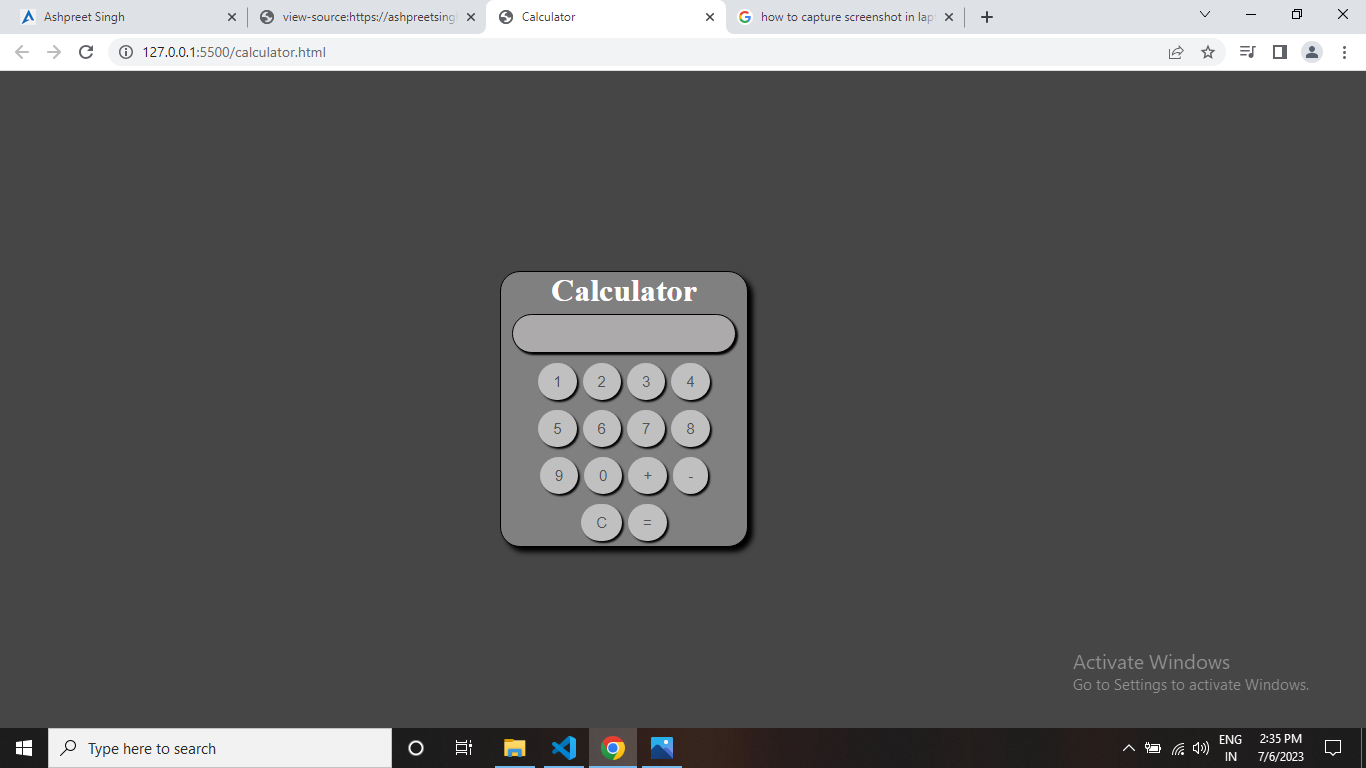 Ashpreet Singh
view-source:https://ashpreetsingh
Calculator
how to capture screenshot in lap
127.0.0.1:5500/calculator.html
Calculator
1 2 3 4
5 6 7 8
9 0 + -
C =
Activate Windows
Go to Settings to activate Windows.
Type here to search
ENG
IN
2:35 PM
7/6/2023